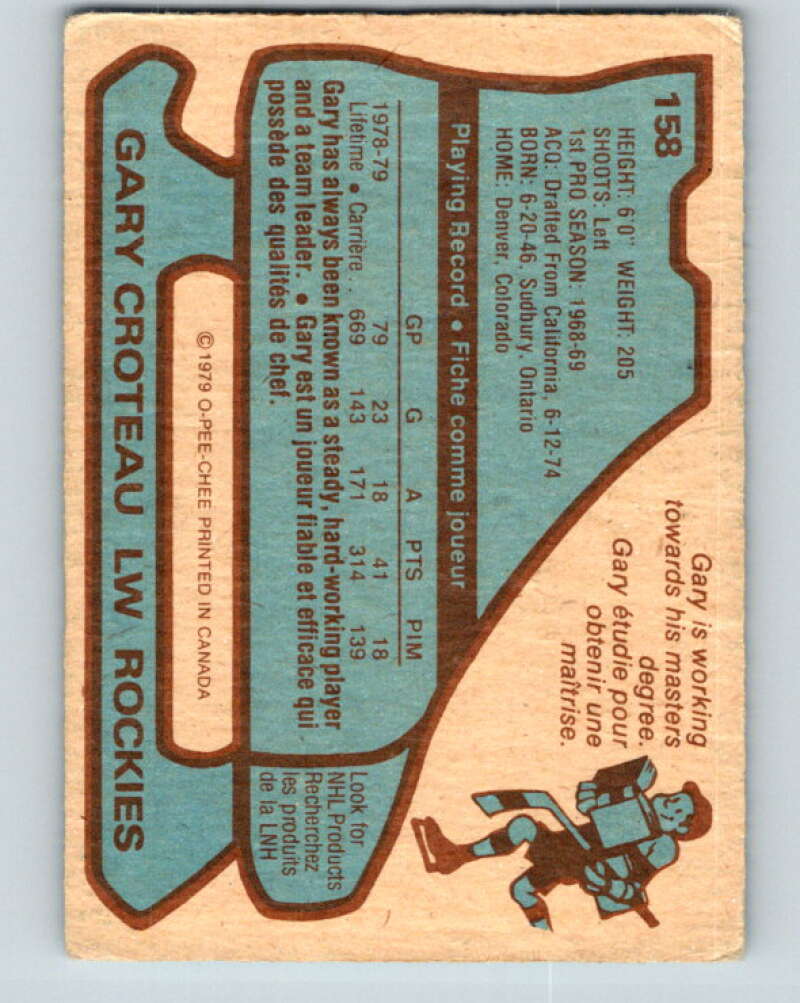 158
HEIGHT: 6'0" WEIGHT: 205
SHOOTS: Left
1st PRO SEASON: 1968-69
ACQ: Drafted From California, 6-12-74
BORN: 6-20-46, Sudbury, Ontario
HOME: Denver, Colorado
Gary is working
towards his masters
degree.
Gary étudie pour
obtenir une
maîtrise.
Playing Record • Fiche comme joueur
GP G A PTS PIM
1978-79 79 23 18 41 18
Lifetime • Carrière . . 669 143 171 314 139
Gary has always been known as a steady, hard-working player
and a team leader. • Gary est un joueur fiable et efficace qui
possède des qualités de chef.
Look for
NHL Products
Recherchez
les produits
de la LNH
© 1979 O-PEE-CHEE PRINTED IN CANADA
GARY CROTEAU LW ROCKIES